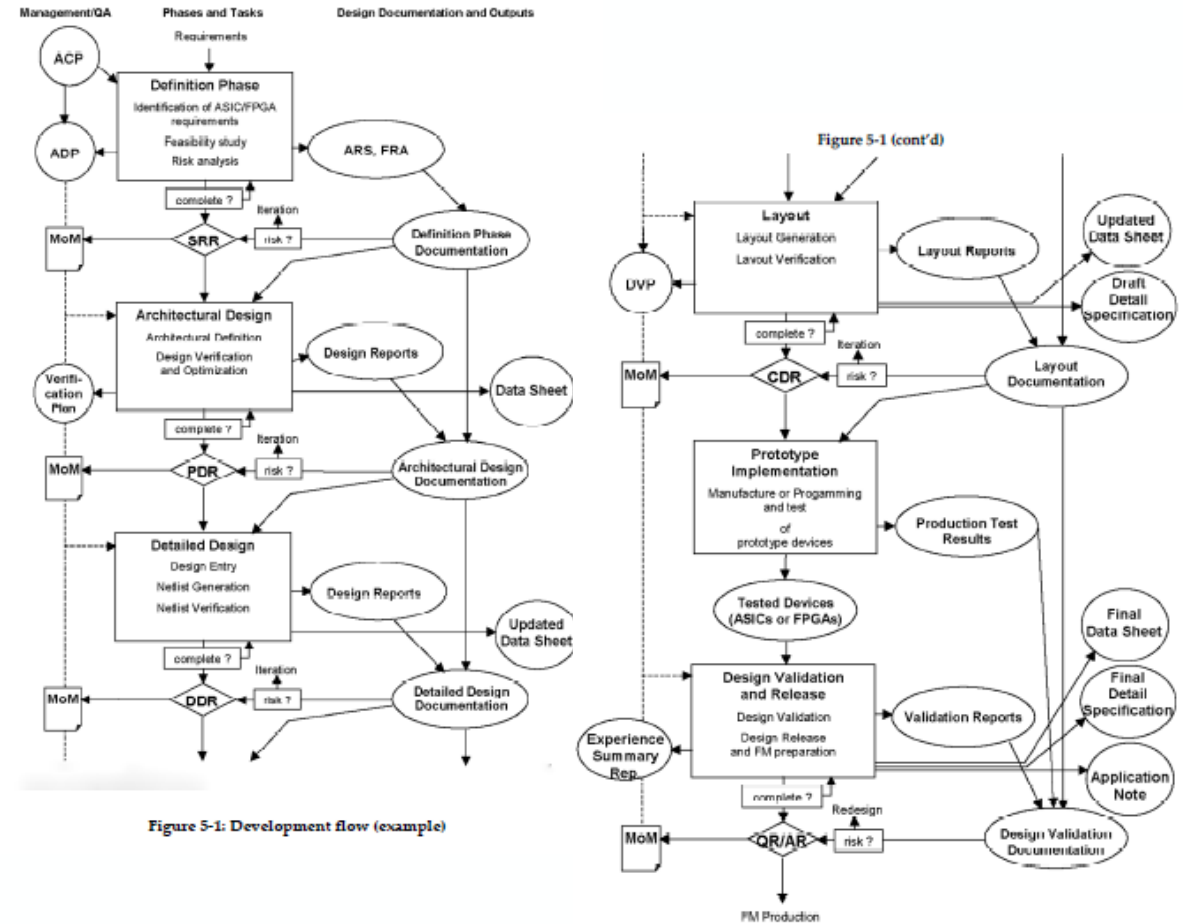 Management/QA
Phases and Tasks
Design Documentation and Outputs
Requirements
ACP
Definition Phase
Identification of ASIC/FPGA
requirements
Feasibility study
Risk analysis
ADP
ARS, FRA
complete ?
Iteration
MoM
SRR
risk ?
Definition Phase
Documentation
Architectural Design
Architectural Definition
Design Verification
and Optimization
Design Reports
Verifi-
cation
Plan
Data Sheet
complete ?
Iteration
MoM
PDR
risk ?
Architectural Design
Documentation
Detailed Design
Design Entry
Netlist Generation
Netlist Verification
Design Reports
Updated
Data Sheet
complete ?
Iteration
MoM
DDR
risk ?
Detailed Design
Documentation
Figure 5-1: Development flow (example)
Figure 5-1 (cont'd)
Layout
Layout Generation
Layout Verification
Layout Reports
Updated
Data Sheet
DVP
Draft
Detail
Specification
complete ?
Iteration
MoM
CDR
risk ?
Layout
Documentation
Prototype
Implementation
Manufacture or Progamming
and test
of
prototype devices
Production Test
Results
Tested Devices
(ASICs or FPGAs)
Final
Data Sheet
Design Validation
and Release
Design Validation
Design Release
and FM preparation
Validation Reports
Final
Detail
Specification
Experience
Summary
Rep.
Application
Note
complete ?
Redesign
MoM
QR/AR
risk ?
Design Validation
Documentation
FM Production